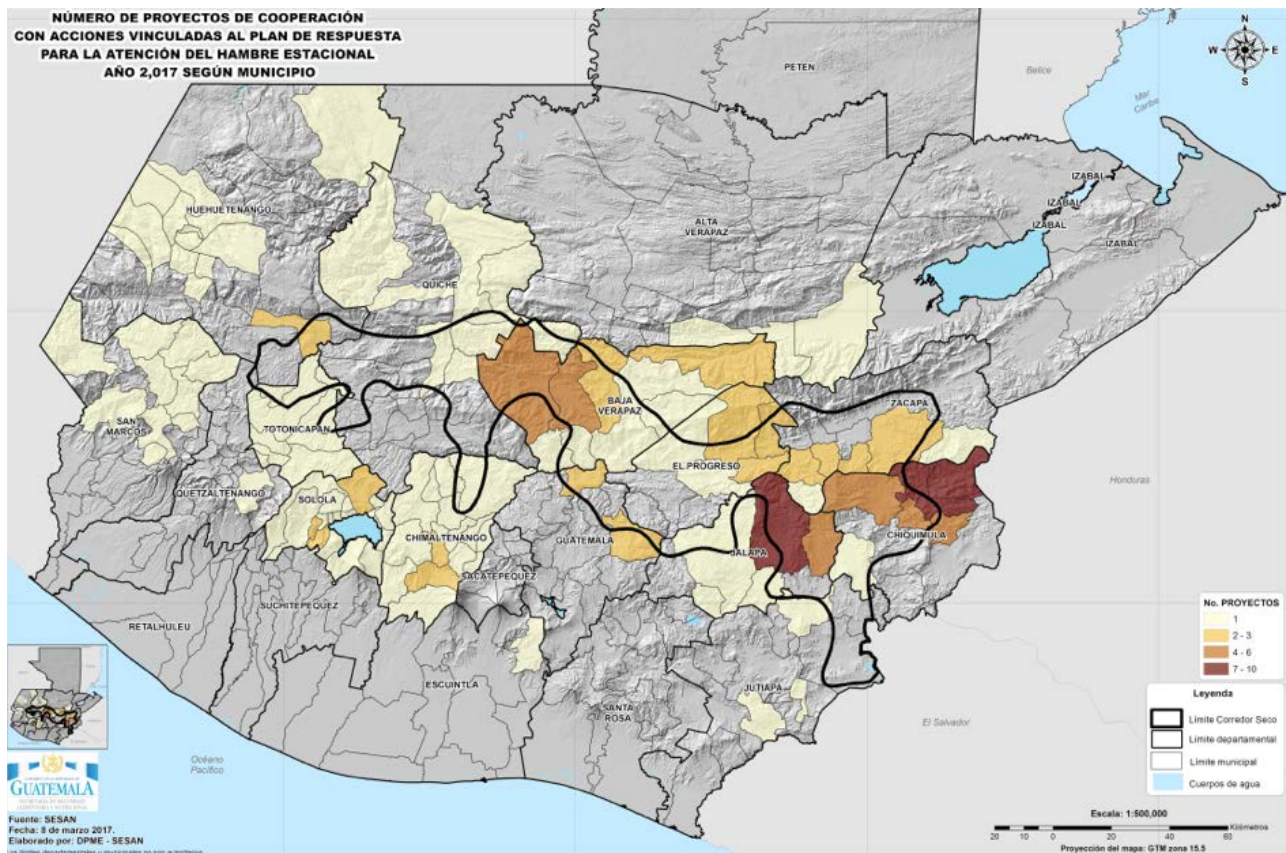 NÚMERO DE PROYECTOS DE COOPERACIÓN
CON ACCIONES VINCULADAS AL PLAN DE RESPUESTA
PARA LA ATENCIÓN DEL HAMBRE ESTACIONAL
AÑO 2,017 SEGÚN MUNICIPIO
N
W
E
S
PETEN
Belice
Mar
Caribe
IZABAL
IZABAL
IZABAL
IZABAL
HUEHUETENANGO
ALTA
VERAPAZ
QUICHE
BAJA
VERAPAZ
ZACAPA
SAN
MARCOS
TOTONICAPAN
EL PROGRESO
Honduras
QUETZALTENANGO
SOLOLA
CHIMALTENANGO
GUATEMALA
JALAPA
CHIQUIMULA
SACATEPEQUEZ
SUCHITEPEQUEZ
RETALHULEU
ESCUINTLA
SANTA
ROSA
JUTIAPA
El Salvador
Océano
Pacífico
No. PROYECTOS
1
2 - 3
4 - 6
7 - 10
Leyenda
Límite Corredor Seco
Límite departamental
Límite municipal
Cuerpos de agua
GUATEMALA
Fuente: SESAN
Fecha: 8 de marzo 2017.
Elaborado por: DPME - SESAN
Escala: 1:500,000
20 10 0 20 40 60 Kilómetros
Proyección del mapa: GTM zona 15.5